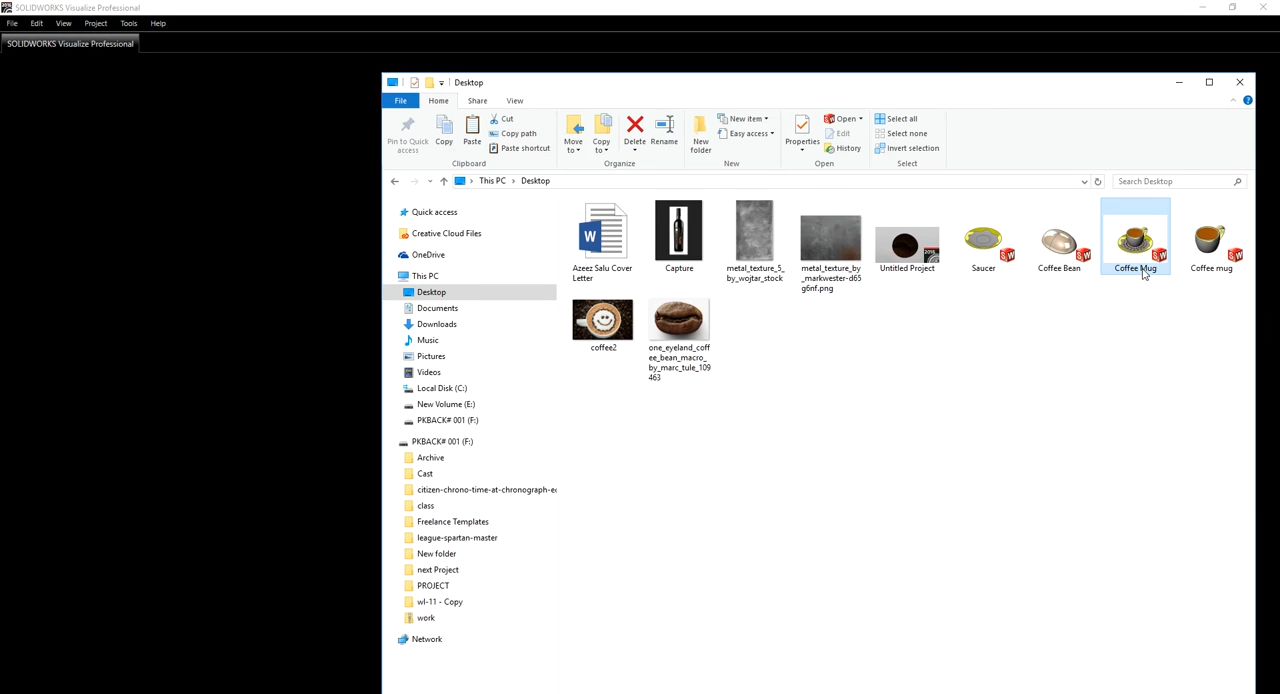 SOLIDWORKS Visualize Professional
File Edit View Project Tools Help
SOLIDWORKS Visualize Professional
Desktop
File Home Share View
Pin to Quick access
Copy
Paste
Cut
Copy path
Paste shortcut
Clipboard
Move to
Copy to
Delete
Rename
Organize
New folder
New item
Easy access
New
Properties
Open
Edit
History
Open
Select all
Select none
Invert selection
Select
This PC > Desktop
Search Desktop
Quick access
Creative Cloud Files
OneDrive
This PC
Desktop
Documents
Downloads
Music
Pictures
Videos
Local Disk (C:)
New Volume (E:)
PKBACK# 001 (F:)
PKBACK# 001 (F:)
Archive
Cast
citizen-chrono-time-at-chronograph-ec
class
Freelance Templates
league-spartan-master
New folder
next Project
PROJECT
wl-11 - Copy
work
Network
Azeez Salu Cover
Letter
Capture
metal_texture_5_
by_wojtar_stock
metal_texture_by
_markwester-d65
g6nf.png
Untitled Project
Saucer
Coffee Bean
Coffee Mug
Coffee mug
coffee2
one_eyeland_coff
ee_bean_macro_
by_marc_tule_109
463